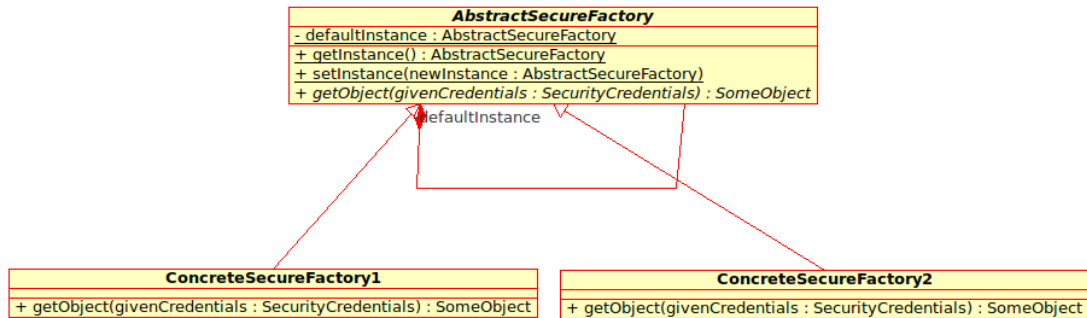 AbstractSecureFactory
- defaultInstance : AbstractSecureFactory
+ getInstance() : AbstractSecureFactory
+ setInstance(newInstance : AbstractSecureFactory)
+ getObject(givenCredentials : SecurityCredentials) : SomeObject
defaultInstance
ConcreteSecureFactory1
+ getObject(givenCredentials : SecurityCredentials) : SomeObject
ConcreteSecureFactory2
+ getObject(givenCredentials : SecurityCredentials) : SomeObject